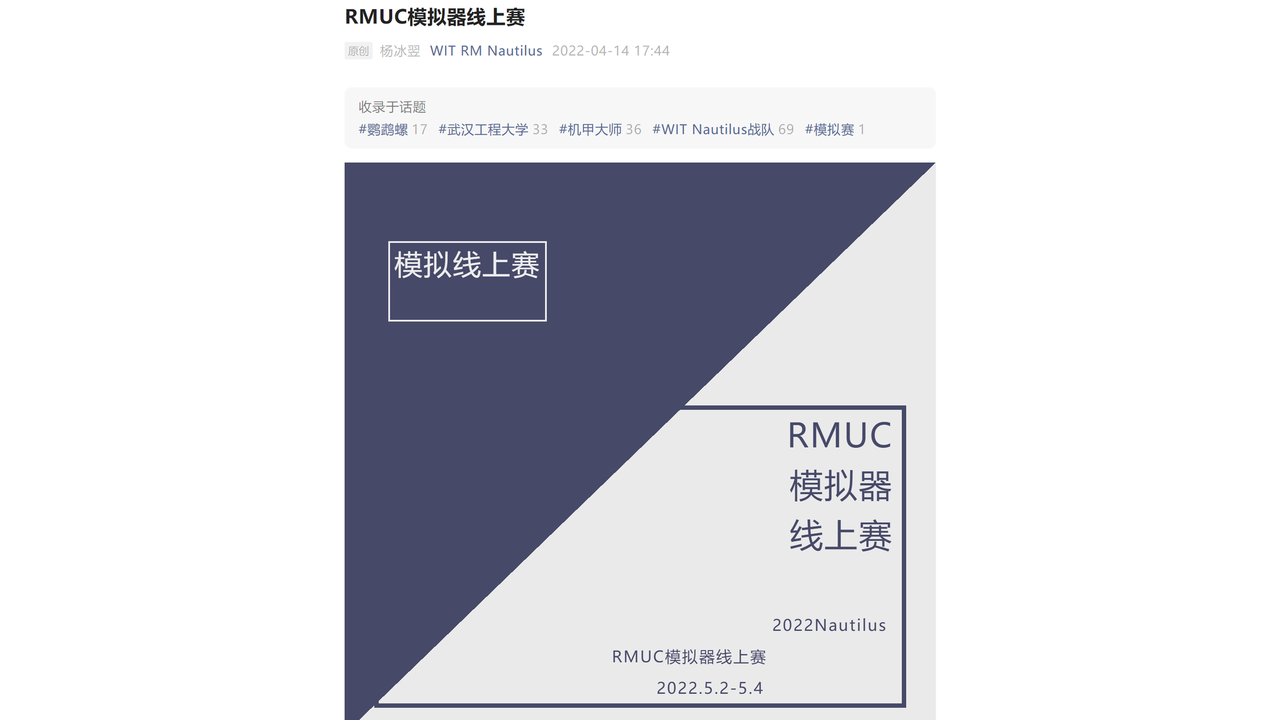 RMUC模拟器线上赛
原创 杨冰翌 WIT RM Nautilus 2022-04-14 17:44
收录于话题
#鹦鹉螺 17 #武汉工程大学 33 #机甲大师 36 #WIT Nautilus战队 69 #模拟赛 1
模拟线上赛
RMUC
模拟器
线上赛
2022Nautilus
RMUC模拟器线上赛
2022.5.2-5.4